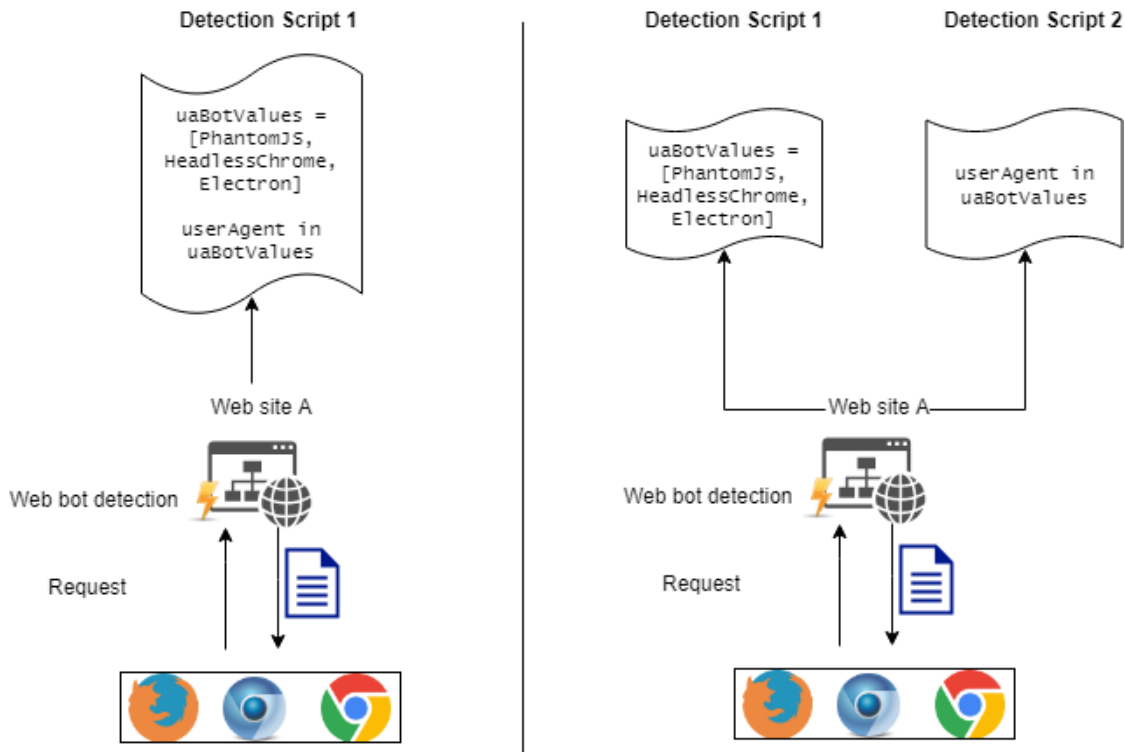 Detection Script 1
uaBotValues =
[PhantomJS,
HeadlessChrome,
Electron]
userAgent in
uaBotValues
Web site A
Web bot detection
Request
Detection Script 1
Detection Script 2
uaBotValues =
[PhantomJS,
HeadlessChrome,
Electron]
userAgent in
uaBotValues
Web site A
Web bot detection
Request